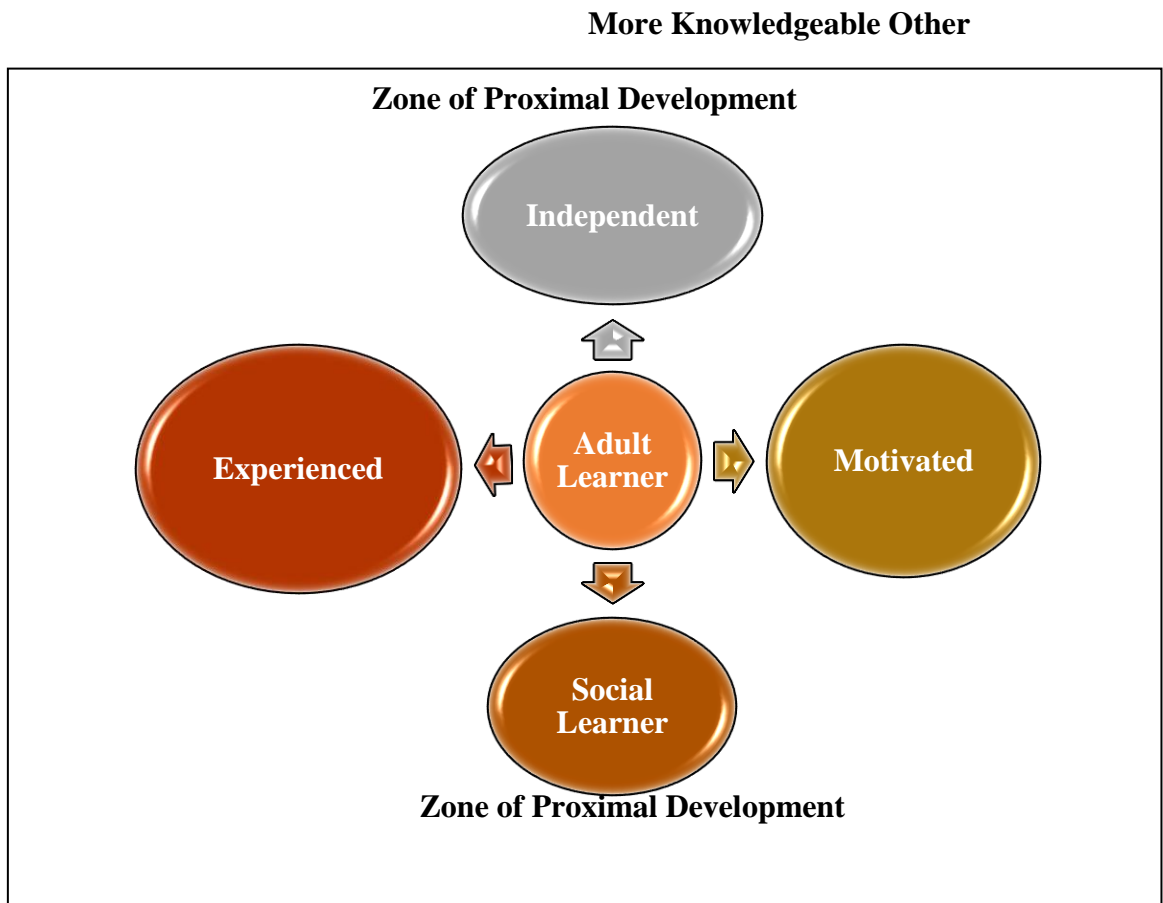 More Knowledgeable Other
Zone of Proximal Development
Independent
Experienced
Adult
Learner
Motivated
Social
Learner
Zone of Proximal Development